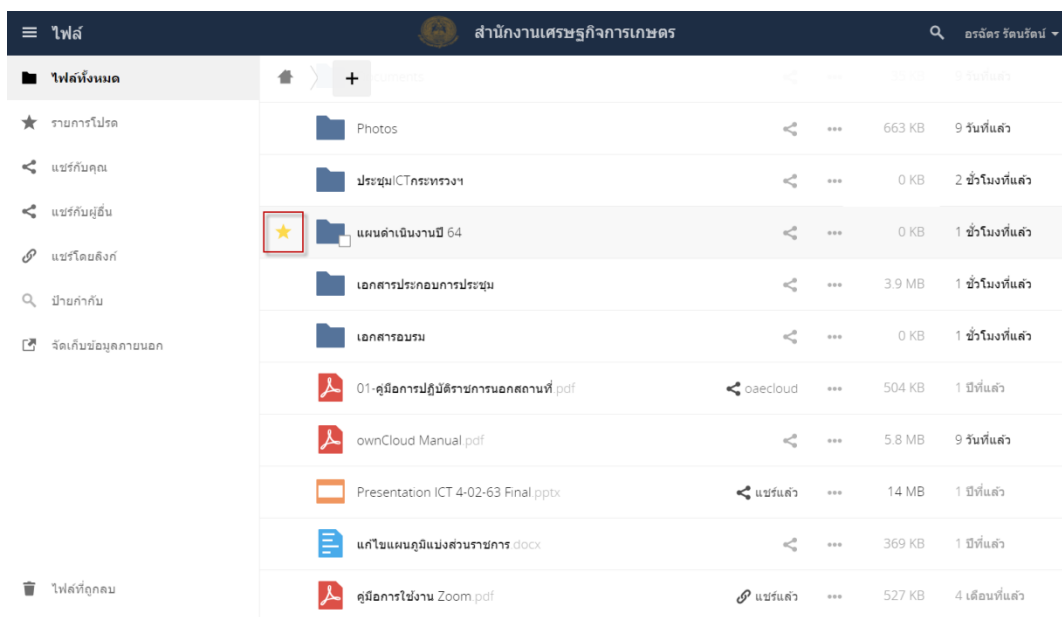 ไฟล์ สำนักงานเศรษฐกิจการเกษตร อรฉัตร รัตนรัตน์
ไฟล์ทั้งหมด
รายการโปรด
แชร์กับคุณ
แชร์กับผู้อื่น
แชร์โดยลิงก์
ป้ายกำกับ
จัดเก็บข้อมูลภายนอก
ไฟล์ที่ถูกลบ
+
9 วันที่แล้ว
Photos 663 KB 9 วันที่แล้ว
ประชุมICTกระทรวงฯ 0 KB 2 ชั่วโมงที่แล้ว
แผนดำเนินงานปี 64 0 KB 1 ชั่วโมงที่แล้ว
เอกสารประกอบการประชุม 3.9 MB 1 ชั่วโมงที่แล้ว
เอกสารอบรม 0 KB 1 ชั่วโมงที่แล้ว
01-คู่มือการปฏิบัติราชการนอกสถานที่.pdf oaecloud 504 KB 1 ปีที่แล้ว
ownCloud Manual.pdf 5.8 MB 9 วันที่แล้ว
Presentation ICT 4-02-63 Final.pptx แชร์แล้ว 14 MB 1 ปีที่แล้ว
แก้ไขแผนภูมิแบ่งส่วนราชการ.docx 369 KB 1 ปีที่แล้ว
คู่มือการใช้งาน Zoom.pdf แชร์แล้ว 527 KB 4 เดือนที่แล้ว